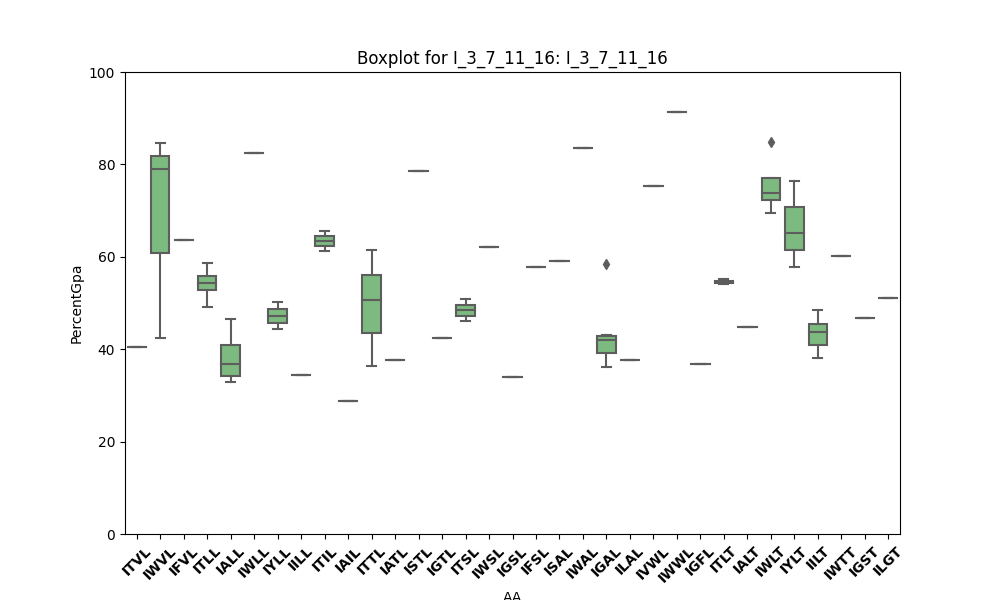 Boxplot for I_3_7_11_16: I_3_7_11_16
100
80
60
40
20
0
PercentGpa
ITVL IWVL IFVL ITLL IALL IWLL IYLL IILL ITIL IAIL ITTL IATL ISTL IGTL ITSL IWSL IGSL IFSL ISAL IWAL IGAL ILAL IVWL IWWL IGFL ITLT IALT IWLT IYLT IILT IWTT IGST ILGT
AA